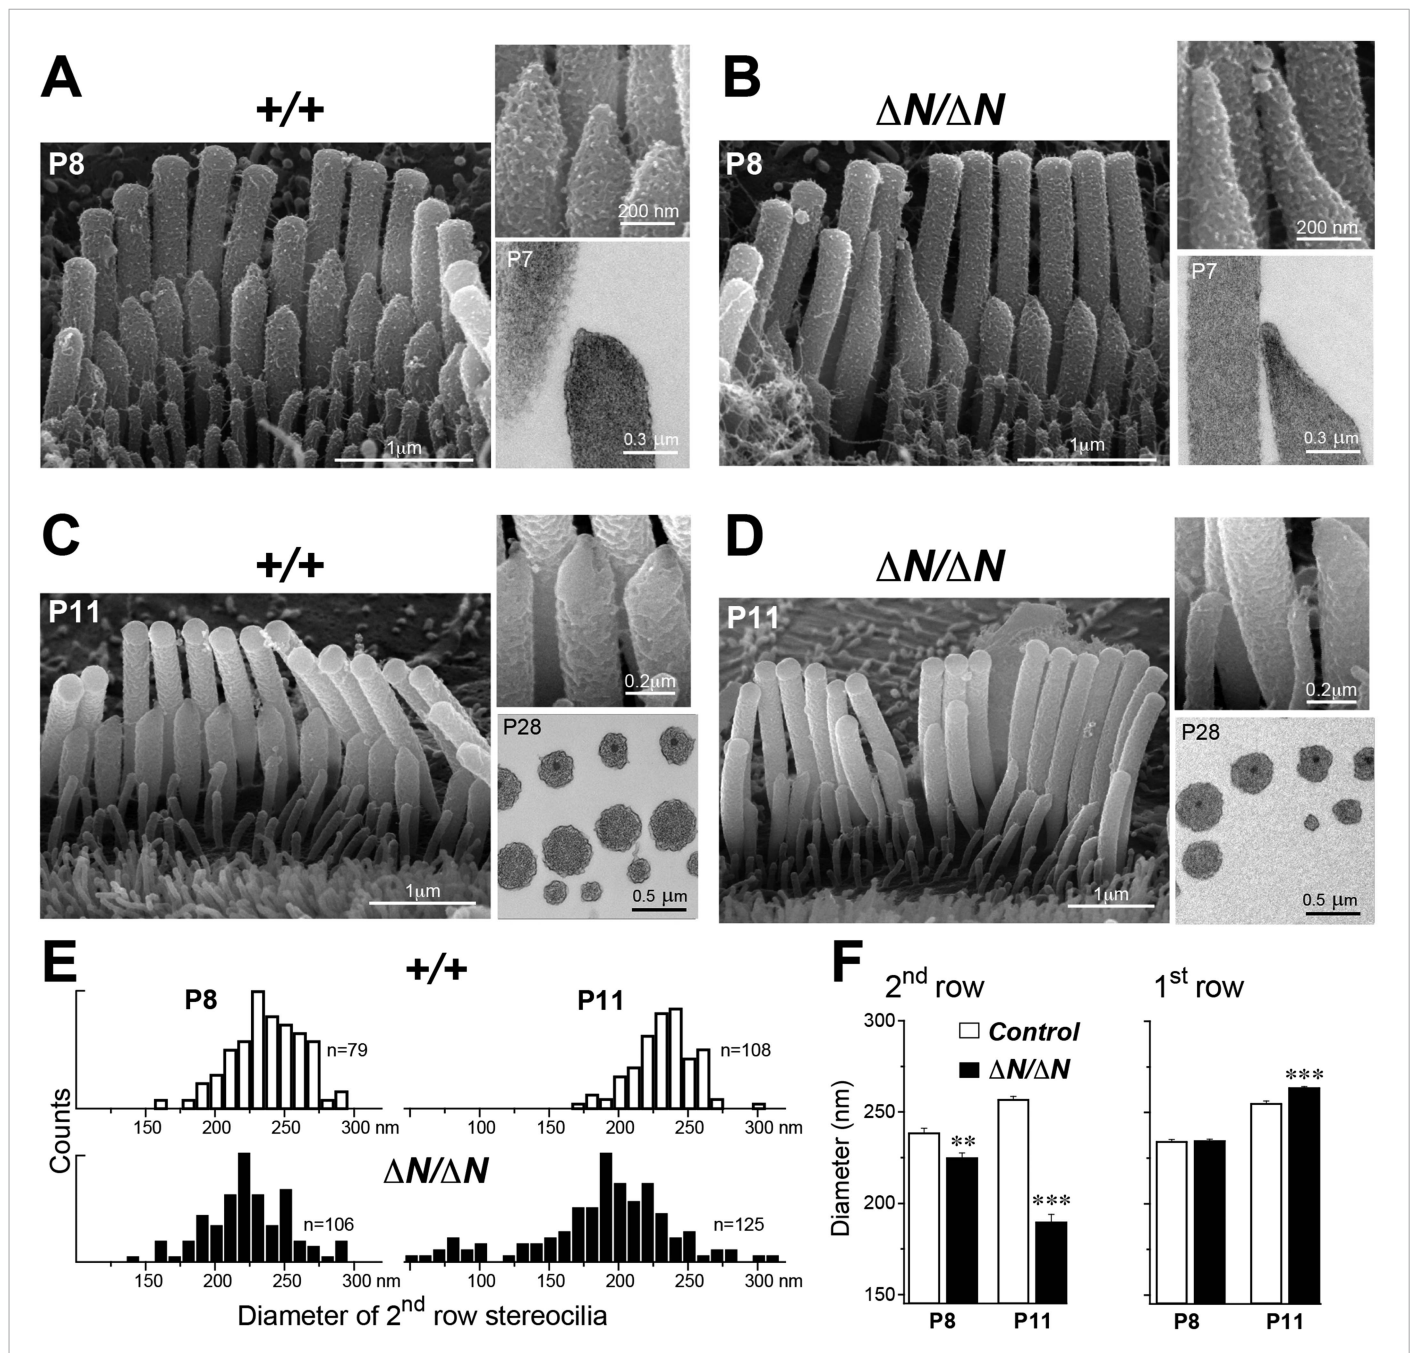 A
+/+
P8
1μm
200 nm
P7
0.3 μm
B
ΔN/ΔN
P8
1μm
200 nm
P7
0.3 μm
C
+/+
P11
1μm
0.2μm
P28
0.5 μm
D
ΔN/ΔN
P11
1μm
0.2μm
P28
0.5 μm
E
+/+
P8
P11
n=79
n=108
150 200 250 300 nm
100 150 200 250 300 nm
Counts
ΔN/ΔN
n=106
n=125
150 200 250 300 nm
100 150 200 250 300 nm
Diameter of 2nd row stereocilia
F
2nd row
1st row
Control
ΔN/ΔN
Diameter (nm)
300
250
200
150
**
***
***
P8 P11
P8 P11